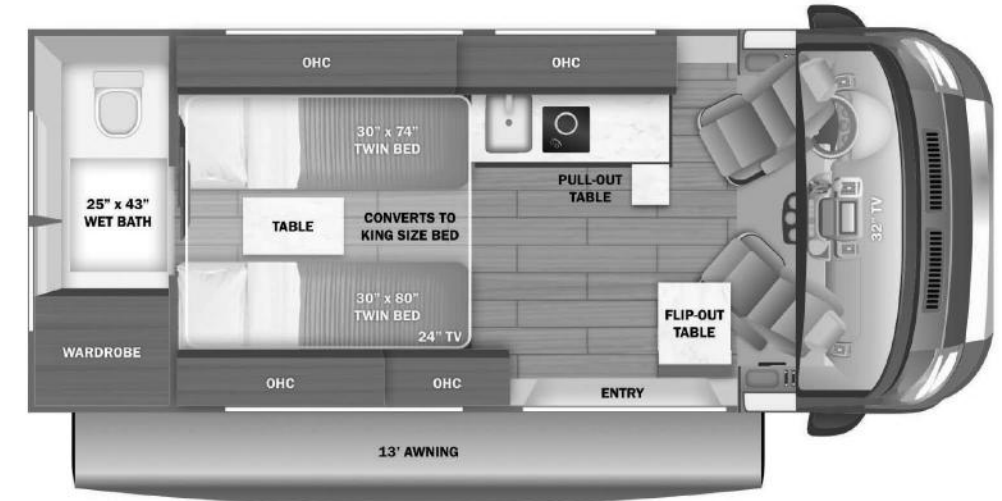 OHC
OHC
30" x 74"
TWIN BED
25" x 43"
WET BATH
TABLE
CONVERTS TO
KING SIZE BED
PULL-OUT
TABLE
32" TV
30" x 80"
TWIN BED
24" TV
FLIP-OUT
TABLE
WARDROBE
OHC
OHC
ENTRY
13' AWNING